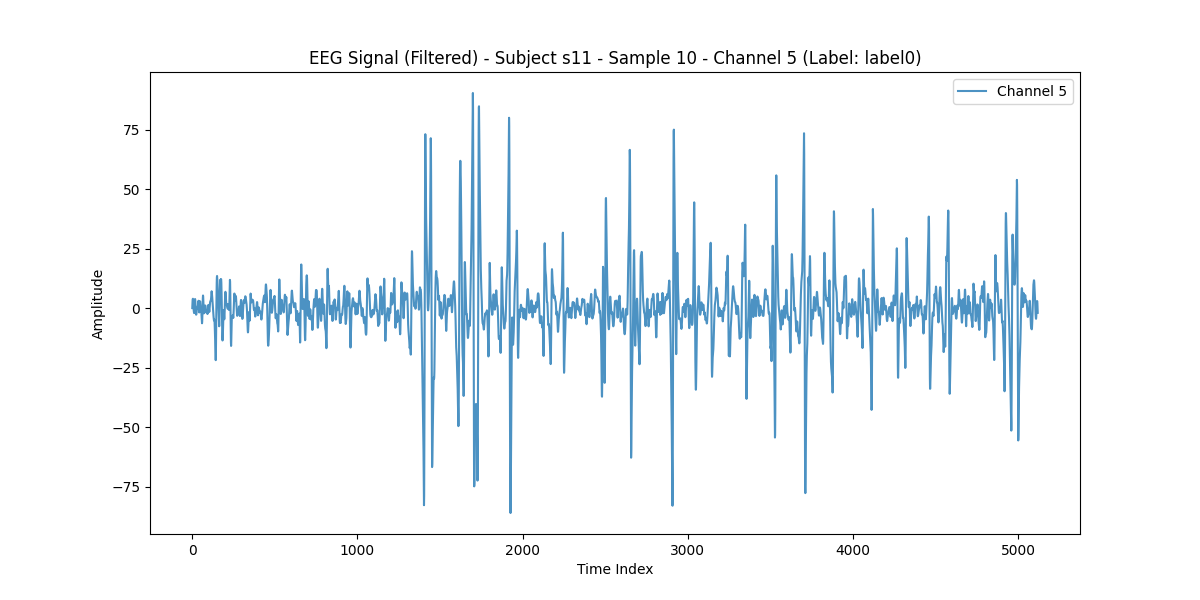 EEG Signal (Filtered) - Subject s11 - Sample 10 - Channel 5 (Label: label0)
Channel 5
75
50
25
0
−25
−50
−75
Amplitude
0 1000 2000 3000 4000 5000
Time Index